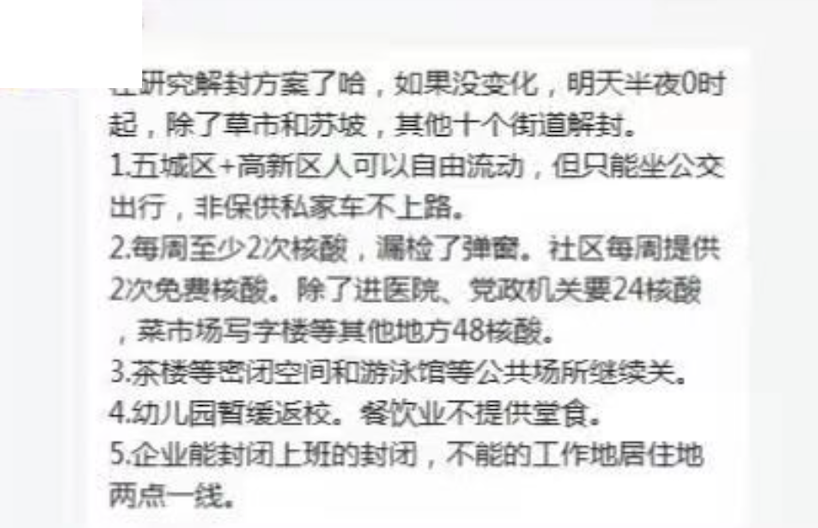 在研究解封方案了哈，如果没变化，明天半夜0时
起，除了草市和苏坡，其他十个街道解封。
1.五城区+高新区人可以自由流动，但只能坐公交
出行，非保供私家车不上路。
2.每周至少2次核酸，漏检了弹窗。社区每周提供
2次免费核酸。除了进医院、党政机关要24核酸
，菜市场写字楼等其他地方48核酸。
3.茶楼等密闭空间和游泳馆等公共场所继续关。
4.幼儿园暂缓返校。餐饮业不提供堂食。
5.企业能封闭上班的封闭，不能的工作地居住地
两点一线。